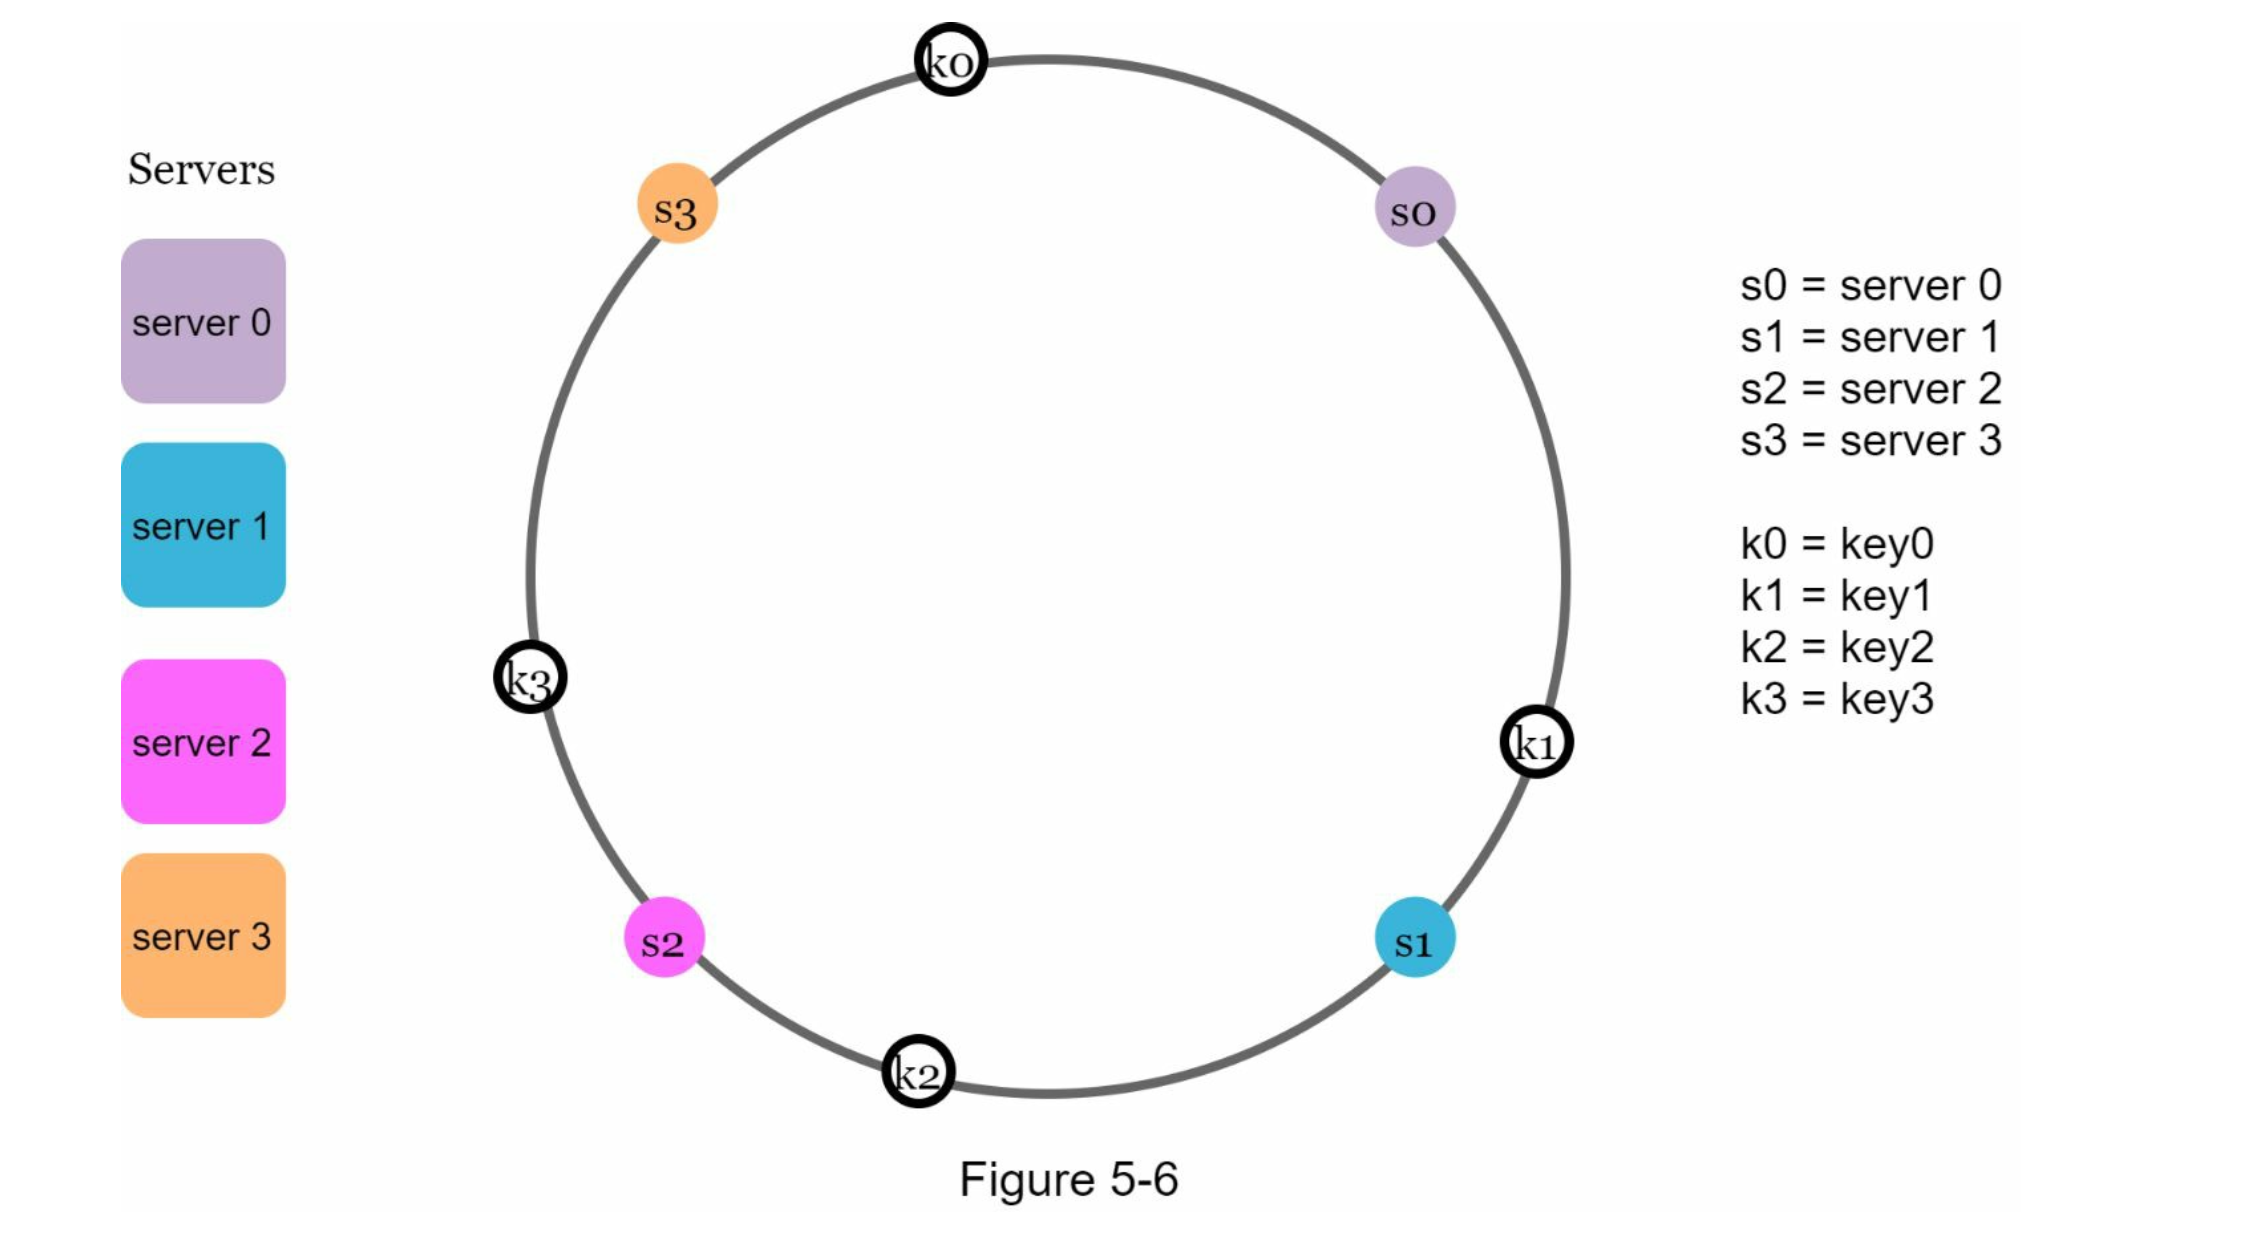 k0
s3
s0
k3
k1
s2
s1
k2
Servers
server 0
server 1
server 2
server 3
s0 = server 0
s1 = server 1
s2 = server 2
s3 = server 3
k0 = key0
k1 = key1
k2 = key2
k3 = key3
Figure 5-6